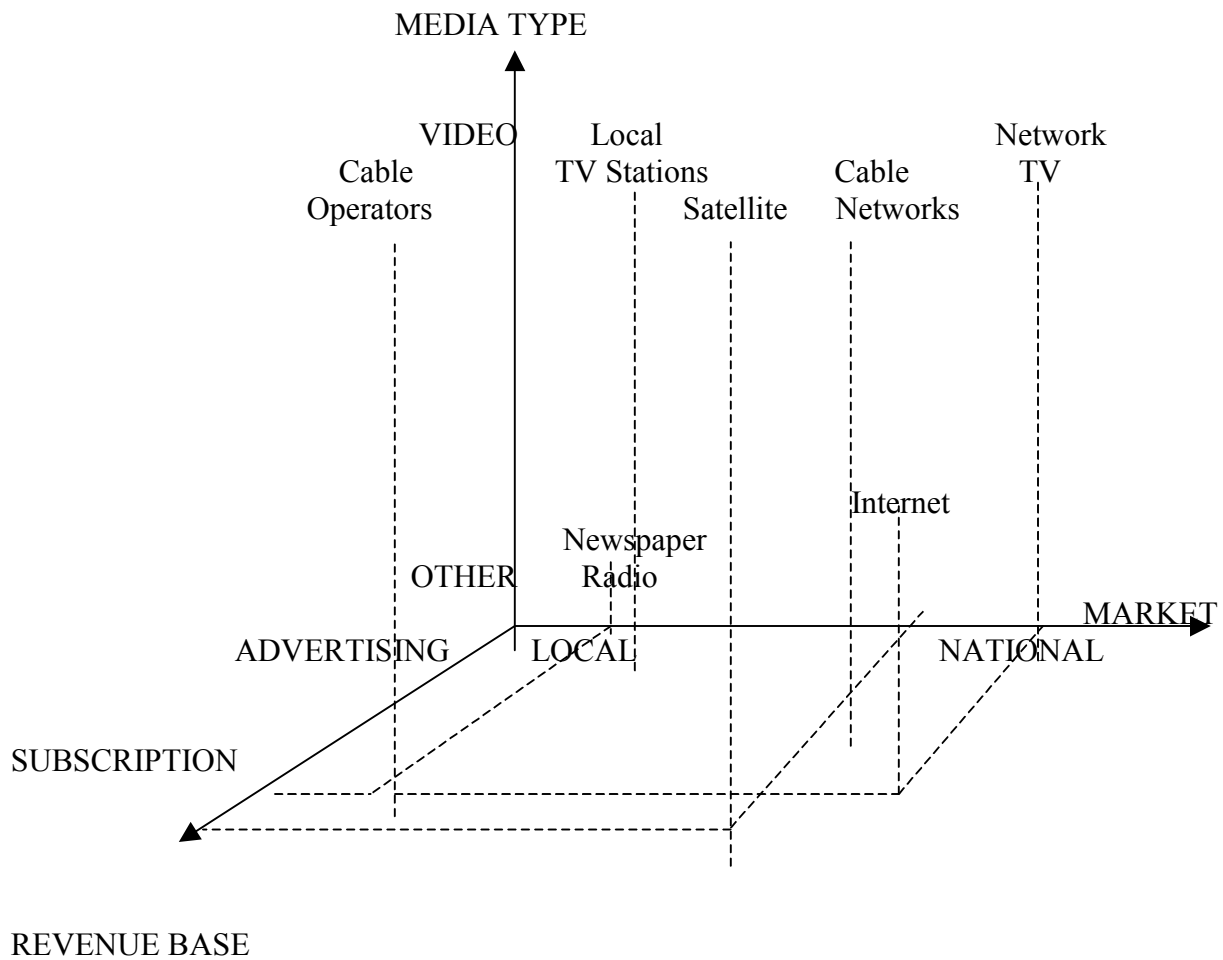 MEDIA TYPE
VIDEO
Local
TV Stations
Network
TV
Cable
Operators
Satellite
Cable
Networks
Internet
Newspaper
Radio
OTHER
MARKET
ADVERTISING
LOCAL
NATIONAL
SUBSCRIPTION
REVENUE BASE